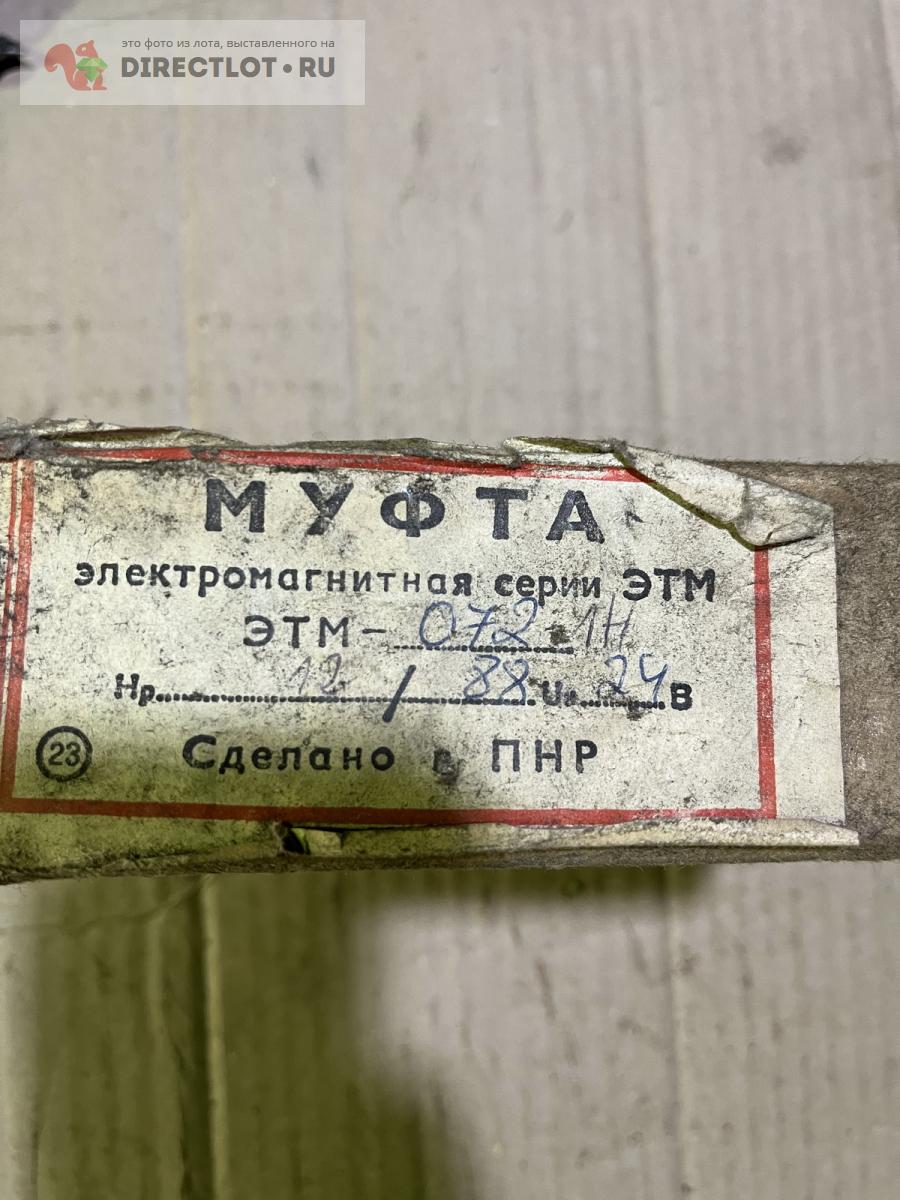 это фото из лота, выставленного на
DIRECTLOT•RU
МУФТА
электромагнитная серии ЭТМ
ЭТМ-072-1Н
Нр 12/88 U= 24 В
23 Сделано в ПНР